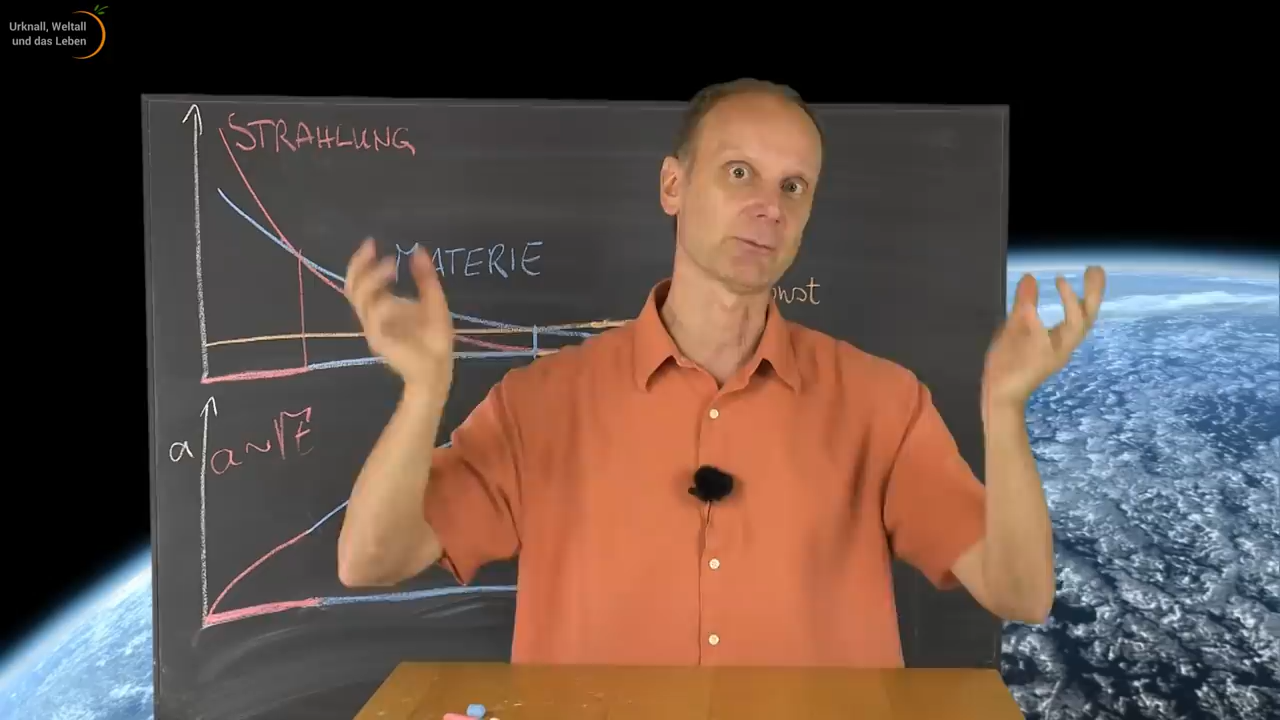 Urknall, Weltall
und das Leben
STRAHLUNG
MATERIE
a
a~√t